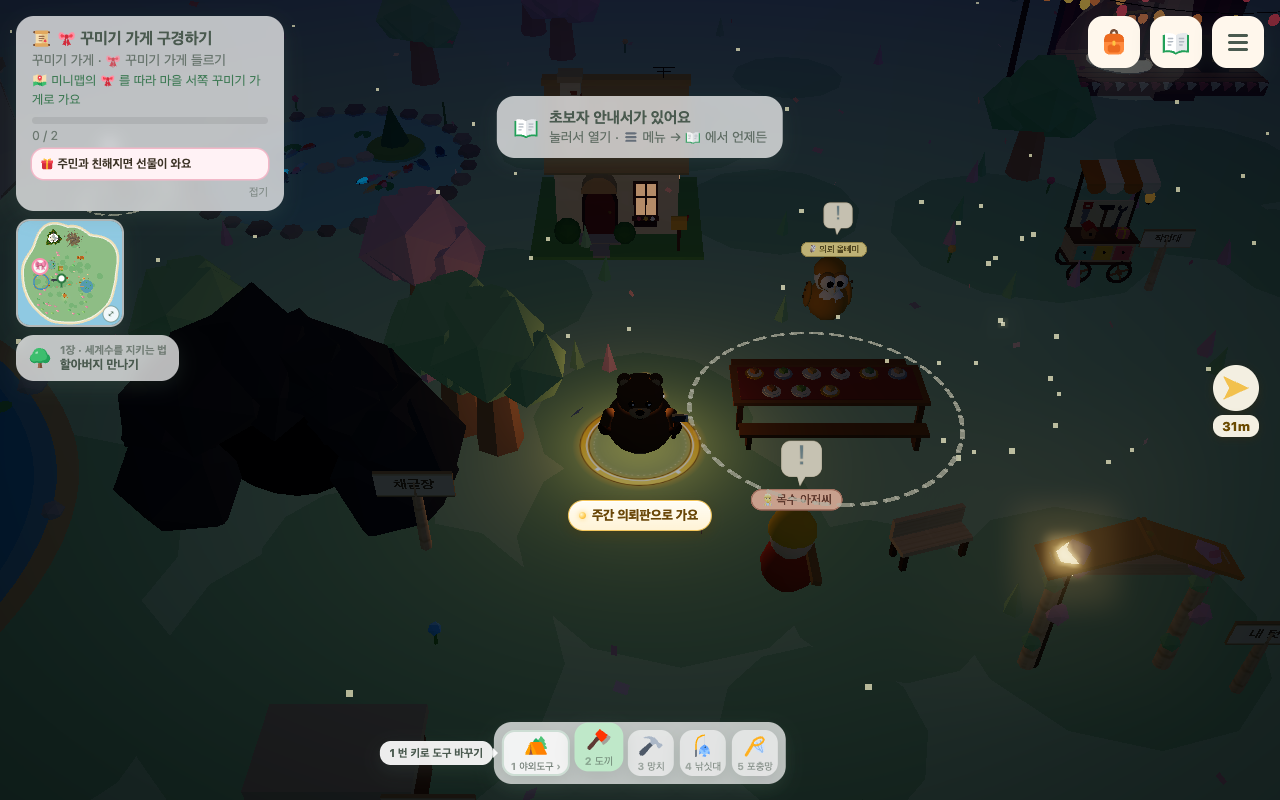 꾸미기 가게 구경하기
꾸미기 가게 · 꾸미기 가게 들르기
미니맵의 를 따라 마을 서쪽 꾸미기 가
게로 가요
0 / 2
주민과 친해지면 선물이 와요
접기
초보자 안내서가 있어요
눌러서 열기 · 메뉴 → 에서 언제든
의뢰 올빼미
작업대
1장 · 세계수를 지키는 법
할아버지 만나기
31m
채굴장
국수 아저씨
주간 의뢰판으로 가요
내
1 번 키로 도구 바꾸기
1 야외도구 ›
2 도끼
3 망치
4 낚싯대
5 포충망